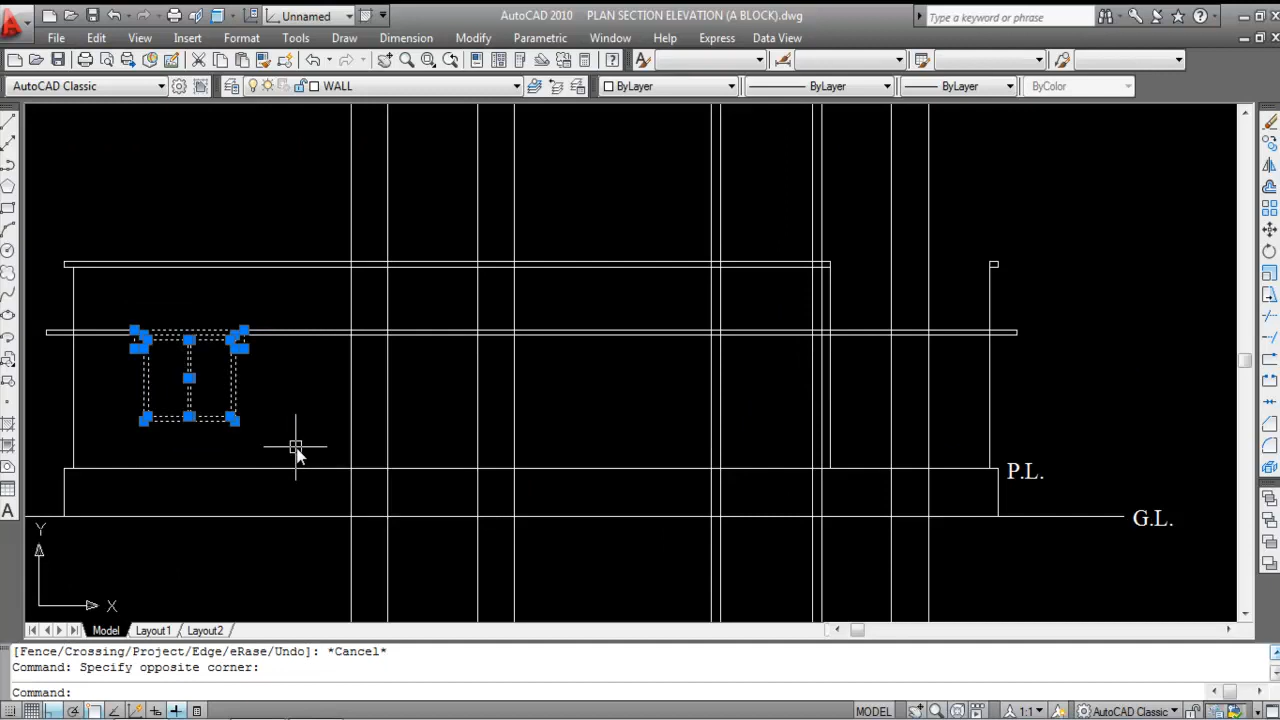 Unnamed
AutoCAD 2010 PLAN SECTION ELEVATION (A BLOCK).dwg
Type a keyword or phrase
File Edit View Insert Format Tools Draw Dimension Modify Parametric Window Help Express Data View
AutoCAD Classic
WALL
ByLayer
ByLayer
ByLayer
ByColor
P.L.
G.L.
Y
X
A
Model Layout1 Layout2
[Fence/Crossing/Project/Edge/eRase/Undo]: *Cancel*
Command: Specify opposite corner:
Command:
MODEL
1:1
AutoCAD Classic